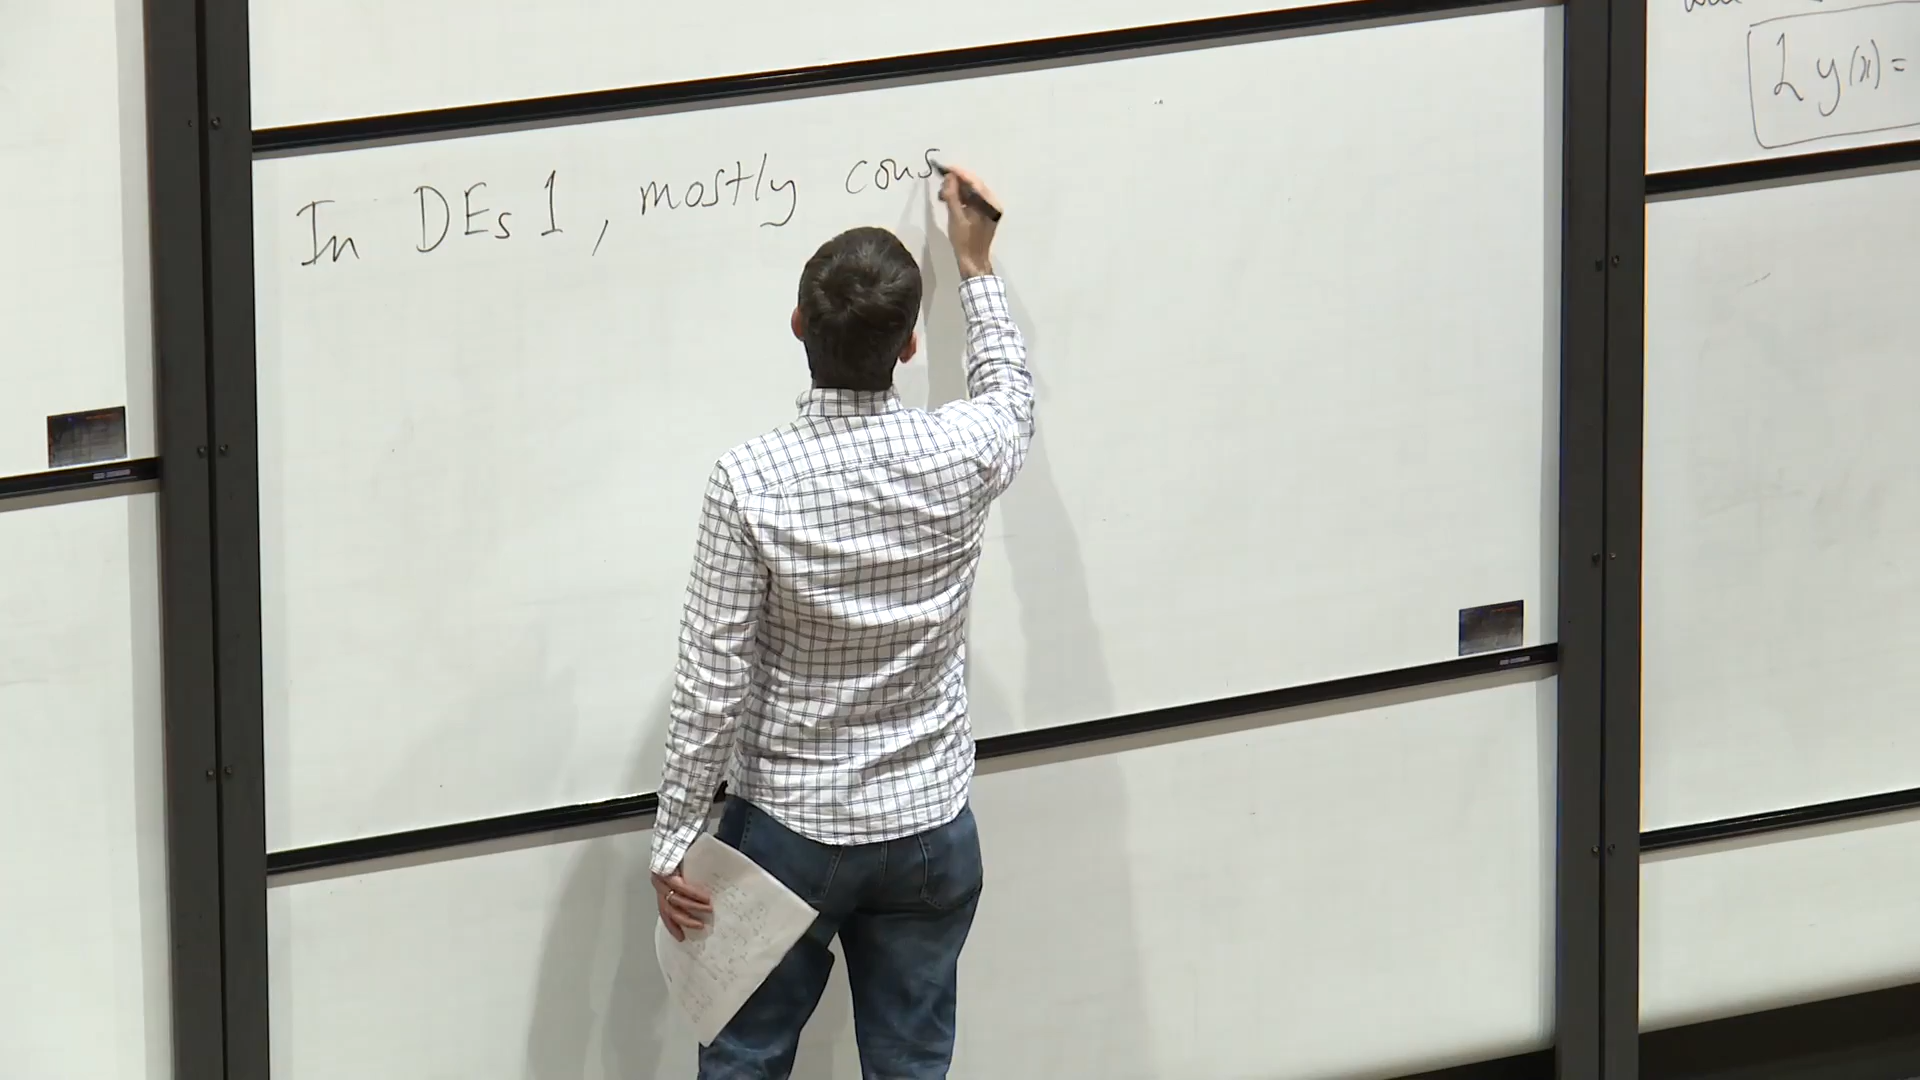 In DEs 1, mostly cons
L y(x) =